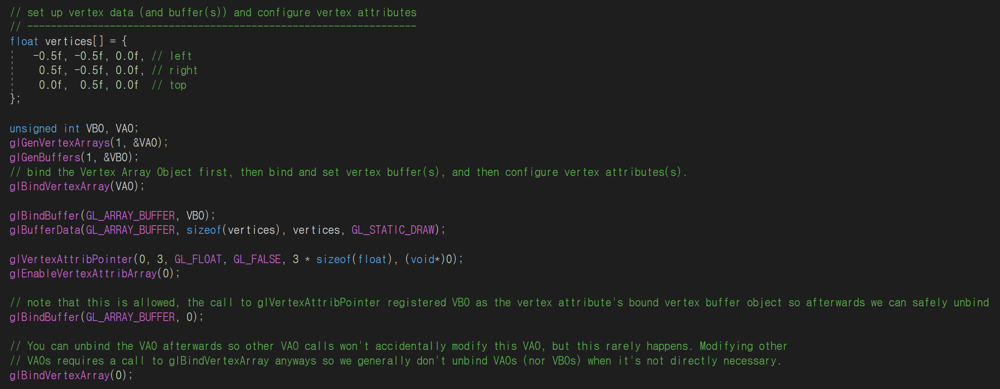 // set up vertex data (and buffer(s)) and configure vertex attributes
// ------------------------------------------------------------------
float vertices[] = {
    -0.5f, -0.5f, 0.0f, // left
     0.5f, -0.5f, 0.0f, // right
     0.0f,  0.5f, 0.0f  // top
};
unsigned int VBO, VAO;
glGenVertexArrays(1, &VAO);
glGenBuffers(1, &VBO);
// bind the Vertex Array Object first, then bind and set vertex buffer(s), and then configure vertex attributes(s).
glBindVertexArray(VAO);
glBindBuffer(GL_ARRAY_BUFFER, VBO);
glBufferData(GL_ARRAY_BUFFER, sizeof(vertices), vertices, GL_STATIC_DRAW);
glVertexAttribPointer(0, 3, GL_FLOAT, GL_FALSE, 3 * sizeof(float), (void*)0);
glEnableVertexAttribArray(0);
// note that this is allowed, the call to glVertexAttribPointer registered VBO as the vertex attribute's bound vertex buffer object so afterwards we can safely unbind
glBindBuffer(GL_ARRAY_BUFFER, 0);
// You can unbind the VAO afterwards so other VAO calls won't accidentally modify this VAO, but this rarely happens. Modifying other
// VAOs requires a call to glBindVertexArray anyways so we generally don't unbind VAOs (nor VBOs) when it's not directly necessary.
glBindVertexArray(0);